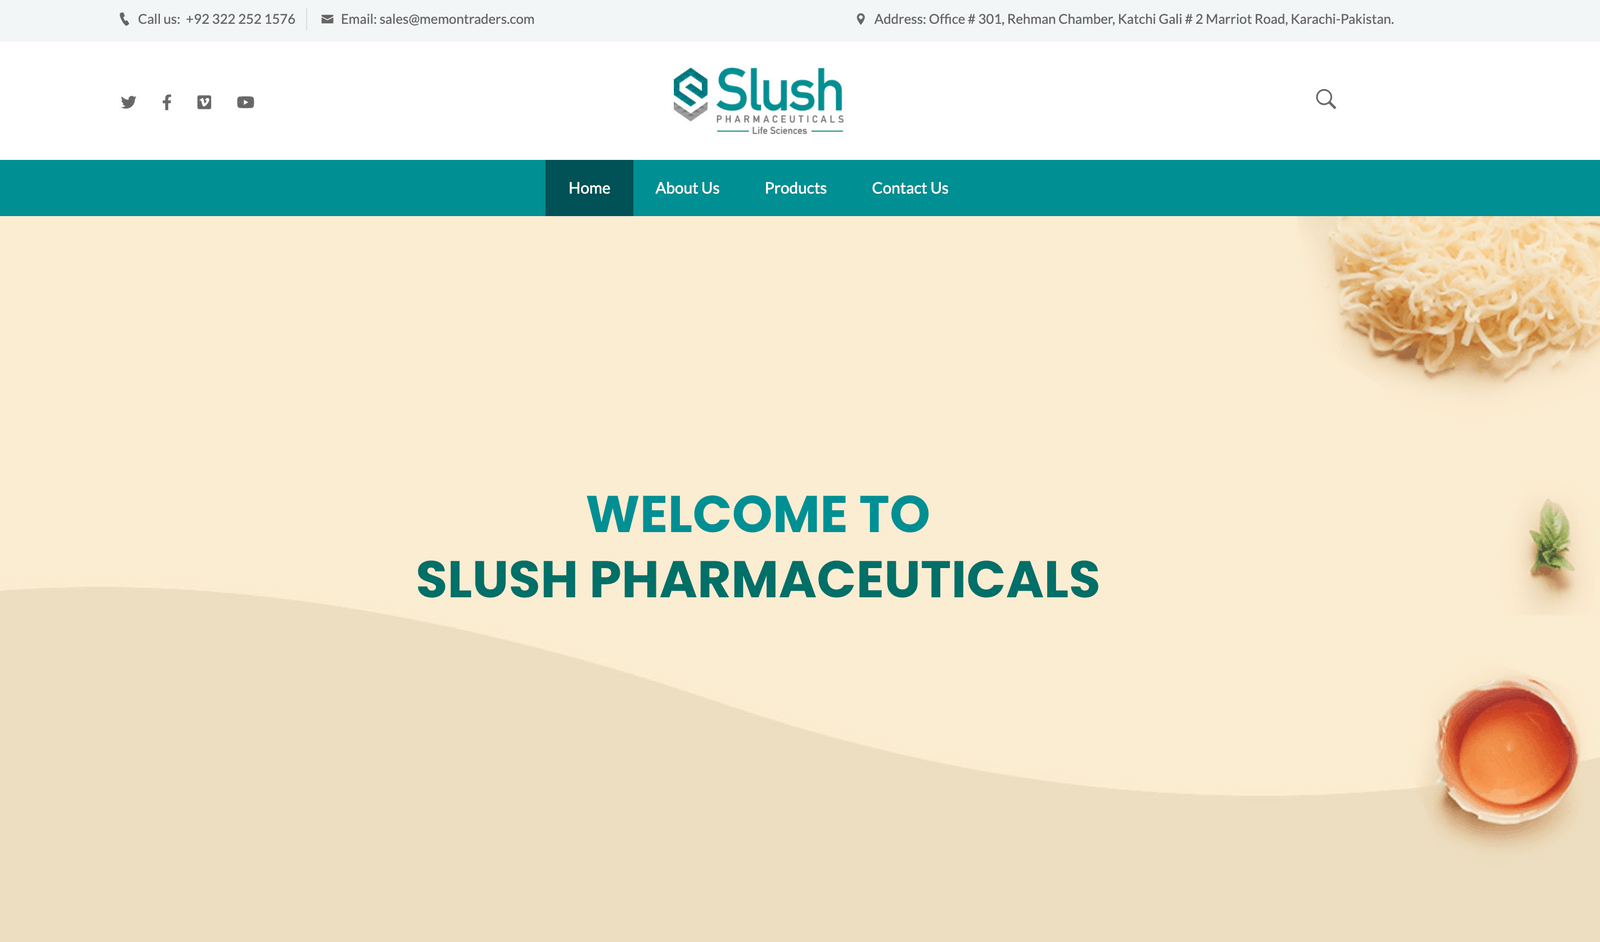 Call us: +92 322 252 1576
Email: sales@memontraders.com
Address: Office # 301, Rehman Chamber, Katchi Gali # 2 Marriot Road, Karachi-Pakistan.
Slush
PHARMACEUTICALS
Life Sciences
Home
About Us
Products
Contact Us
WELCOME TO
SLUSH PHARMACEUTICALS